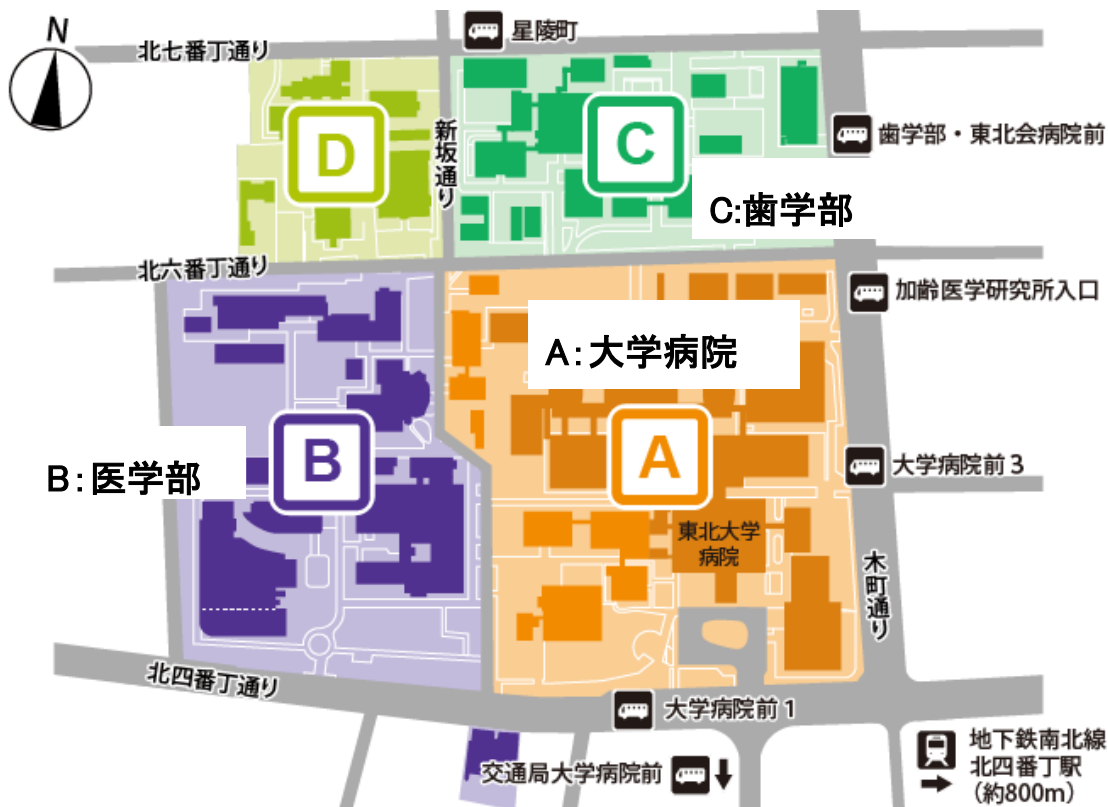 N
星陵町
北七番丁通り
D
新坂通り
C
歯学部・東北会病院前
C:歯学部
北六番丁通り
加齢医学研究所入口
A:大学病院
B
B:医学部
A
大学病院前3
東北大学
病院
木町通り
北四番丁通り
大学病院前1
地下鉄南北線
北四番丁駅
(約800m)
交通局大学病院前